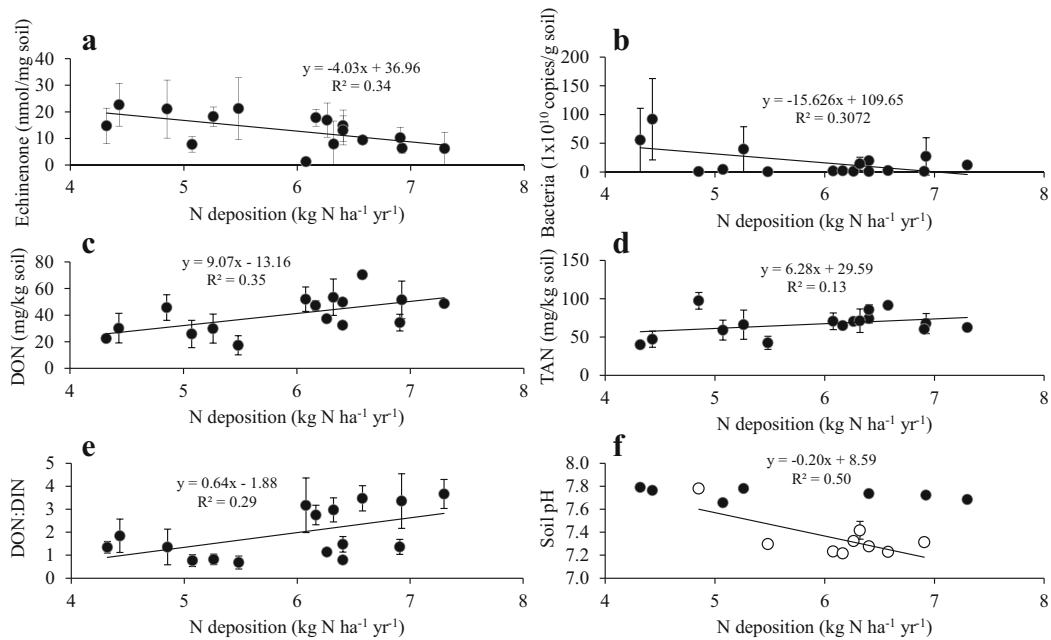 a
y = -4.03x + 36.96
R² = 0.34
Echinenone (nmol/mg soil)
50
40
30
20
10
0
4 5 6 7 8
N deposition (kg N ha⁻¹ yr⁻¹)
b
y = -15.626x + 109.65
R² = 0.3072
Bacteria (1x10¹⁰ copies/g soil)
200
150
100
50
0
4 5 6 7 8
N deposition (kg N ha⁻¹ yr⁻¹)
c
y = 9.07x - 13.16
R² = 0.35
DON (mg/kg soil)
80
60
40
20
0
4 5 6 7 8
N deposition (kg N ha⁻¹ yr⁻¹)
d
y = 6.28x + 29.59
R² = 0.13
TAN (mg/kg soil)
150
100
50
0
4 5 6 7 8
N deposition (kg N ha⁻¹ yr⁻¹)
e
y = 0.64x - 1.88
R² = 0.29
DON:DIN
5
4
3
2
1
0
4 5 6 7 8
N deposition (kg N ha⁻¹ yr⁻¹)
f
y = -0.20x + 8.59
R² = 0.50
Soil pH
8.0
7.8
7.6
7.4
7.2
7.0
4 5 6 7 8
N deposition (kg N ha⁻¹ yr⁻¹)